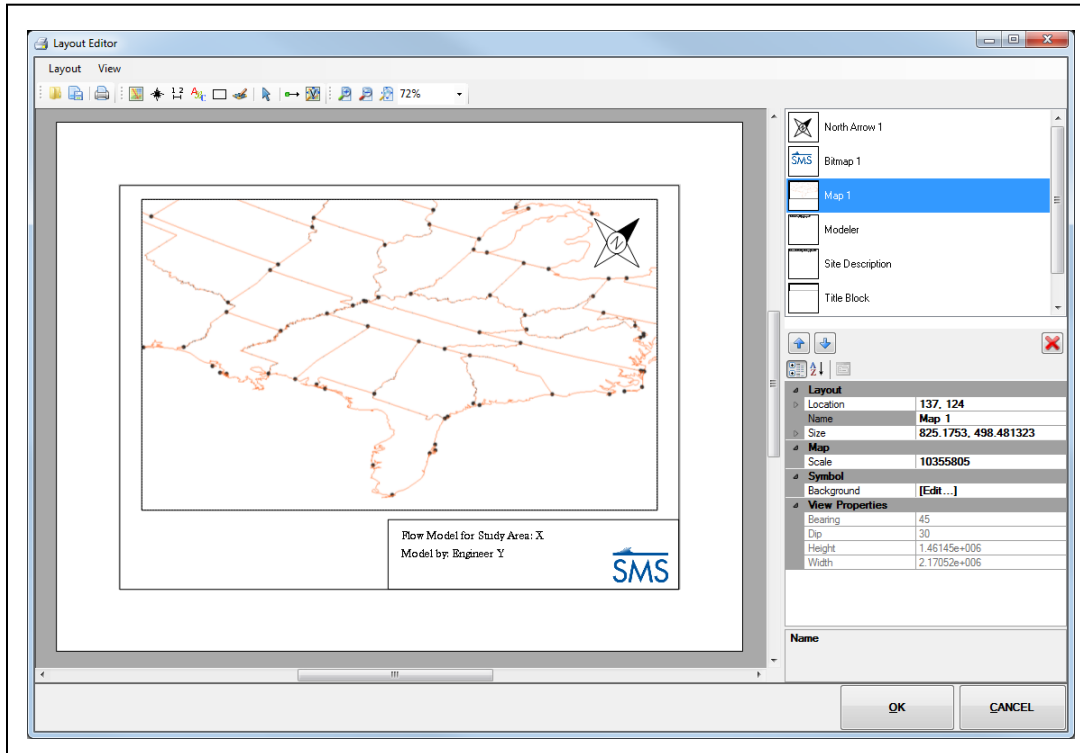 Layout Editor
Layout View
72%
N
Flow Model for Study Area: X
Model by: Engineer Y
SMS
North Arrow 1
SMS Bitmap 1
Map 1
Modeler
Site Description
Title Block
Layout
Location 137, 124
Name Map 1
Size 825.1753, 498.481323
Map
Scale 10355805
Symbol
Background [Edit...]
View Properties
Bearing 45
Dip 30
Height 1.46145e+006
Width 2.17052e+006
Name
OK CANCEL